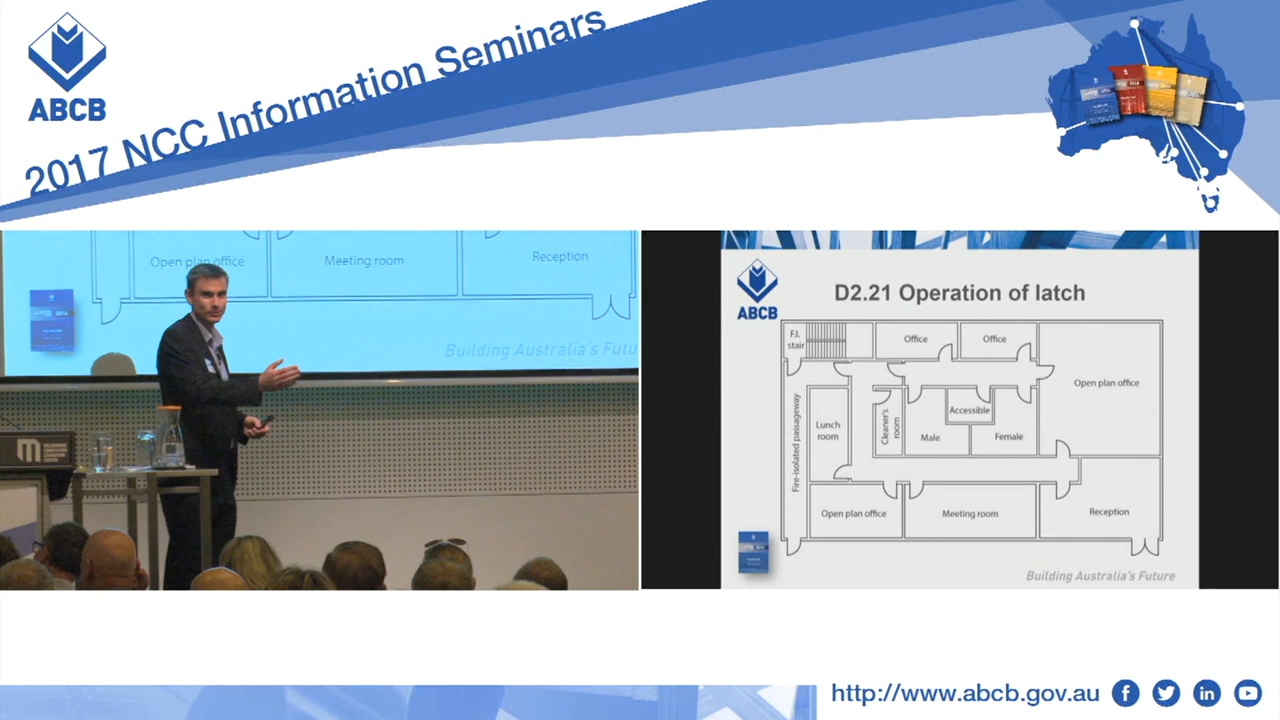 ABCB
2017 NCC Information Seminars
Open plan office
Meeting room
Reception
2016
Building Australia's Futu
D2.21 Operation of latch
ABCB
F.I.
stair
Office
Office
Open plan office
Fire-isolated passageway
Lunch
room
Cleaner's
room
Male
Accessible
Female
Open plan office
Meeting room
Reception
Building Australia's Future
http://www.abcb.gov.au